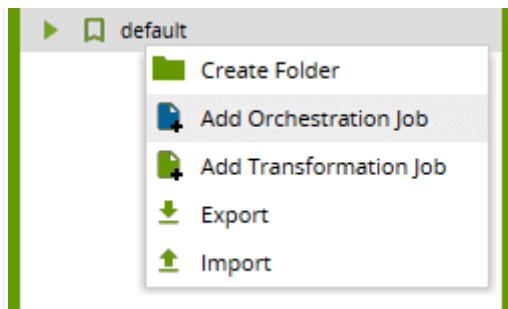 default
Create Folder
Add Orchestration Job
Add Transformation Job
Export
Import